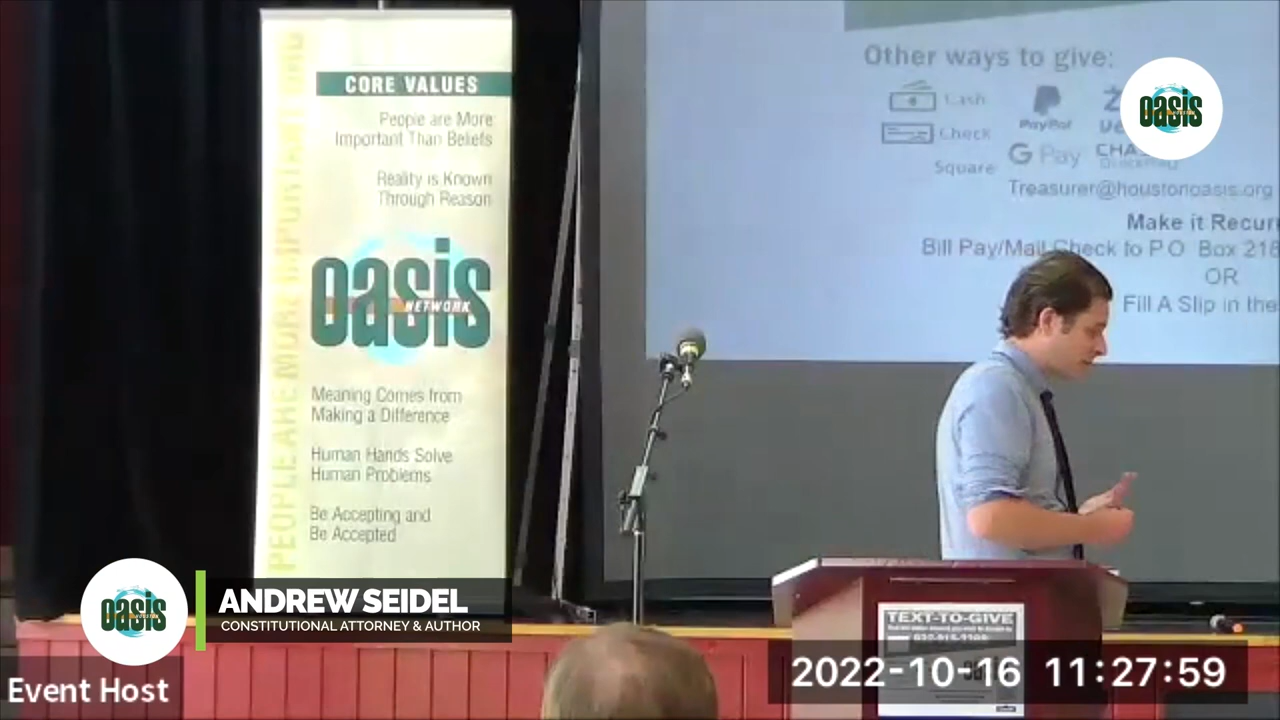 PEOPLE ARE MORE IMPORTANT
CORE VALUES
People are More
Important Than Beliefs
Reality is Known
Through Reason
oasis
NETWORK
Meaning Comes from
Making a Difference
Human Hands Solve
Human Problems
Be Accepting and
Be Accepted
Other ways to give:
Cash
PayPal
Check
G Pay
Square
Treasurer@houstonoasis.org
Make it Recurr
Bill Pay/Mail Check to P O Box 218
OR
Fill A Slip in the
oasis
TEXT-TO-GIVE
oasis
ANDREW SEIDEL
CONSTITUTIONAL ATTORNEY & AUTHOR
Event Host
2022-10-16 11:27:59